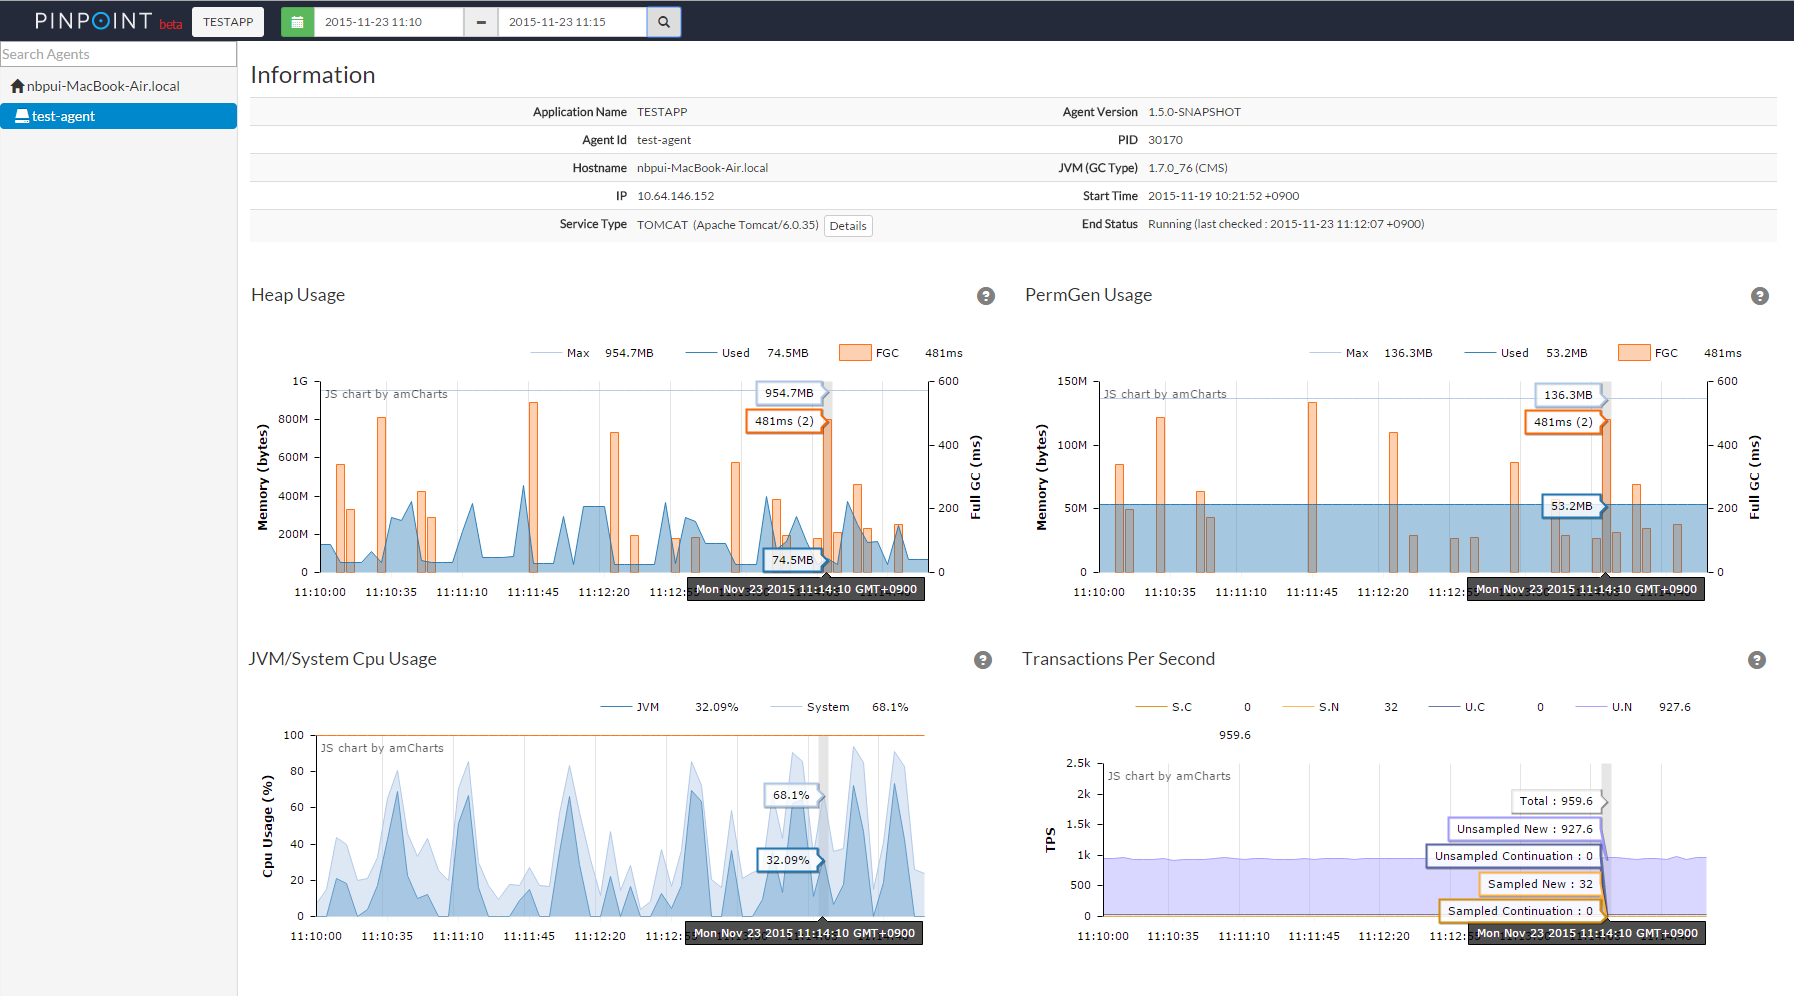 PINPOINT beta TESTAPP 2015-11-23 11:10 – 2015-11-23 11:15
Search Agents
nbpui-MacBook-Air.local
test-agent
Information
Application Name TESTAPP Agent Version 1.5.0-SNAPSHOT
Agent Id test-agent PID 30170
Hostname nbpui-MacBook-Air.local JVM (GC Type) 1.7.0_76 (CMS)
IP 10.64.146.152 Start Time 2015-11-19 10:21:52 +0900
Service Type TOMCAT (Apache Tomcat/6.0.35) Details End Status Running (last checked : 2015-11-23 11:12:07 +0900)
Heap Usage ?
Max 954.7MB Used 74.5MB FGC 481ms
JS chart by amCharts
Memory (bytes)
1G
800M
600M
400M
200M
0
Full GC (ms)
600
400
200
0
954.7MB
481ms (2)
74.5MB
11:10:00 11:10:35 11:11:10 11:11:45 11:12:20
Mon Nov 23 2015 11:14:10 GMT+0900
PermGen Usage ?
Max 136.3MB Used 53.2MB FGC 481ms
JS chart by amCharts
Memory (bytes)
150M
100M
50M
0
Full GC (ms)
600
400
200
0
136.3MB
481ms (2)
53.2MB
11:10:00 11:10:35 11:11:10 11:11:45 11:12:20
Mon Nov 23 2015 11:14:10 GMT+0900
JVM/System Cpu Usage ?
JVM 32.09% System 68.1%
JS chart by amCharts
Cpu Usage (%)
100
80
60
40
20
0
68.1%
32.09%
11:10:00 11:10:35 11:11:10 11:11:45 11:12:20
Mon Nov 23 2015 11:14:10 GMT+0900
Transactions Per Second ?
S.C 0 S.N 32 U.C 0 U.N 927.6
959.6
JS chart by amCharts
TPS
2.5k
2k
1.5k
1k
500
0
Total : 959.6
Unsampled New : 927.6
Unsampled Continuation : 0
Sampled New : 32
Sampled Continuation : 0
11:10:00 11:10:35 11:11:10 11:11:45 11:12:20
Mon Nov 23 2015 11:14:10 GMT+0900